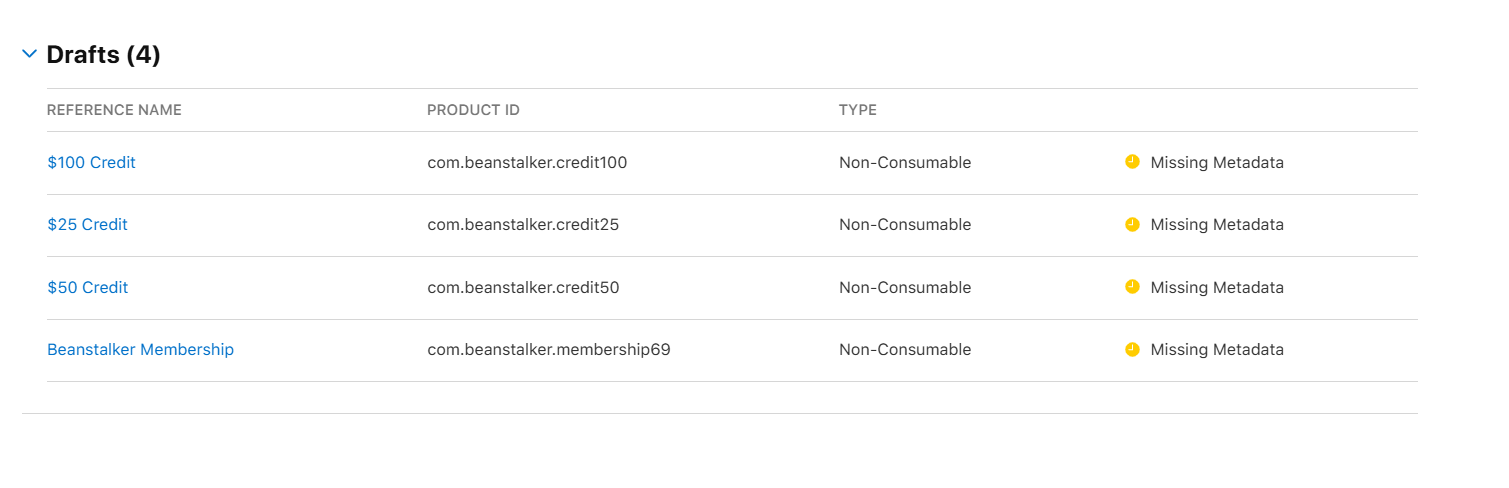 Drafts (4)
REFERENCE NAME PRODUCT ID TYPE
$100 Credit com.beanstalker.credit100 Non-Consumable Missing Metadata
$25 Credit com.beanstalker.credit25 Non-Consumable Missing Metadata
$50 Credit com.beanstalker.credit50 Non-Consumable Missing Metadata
Beanstalker Membership com.beanstalker.membership69 Non-Consumable Missing Metadata